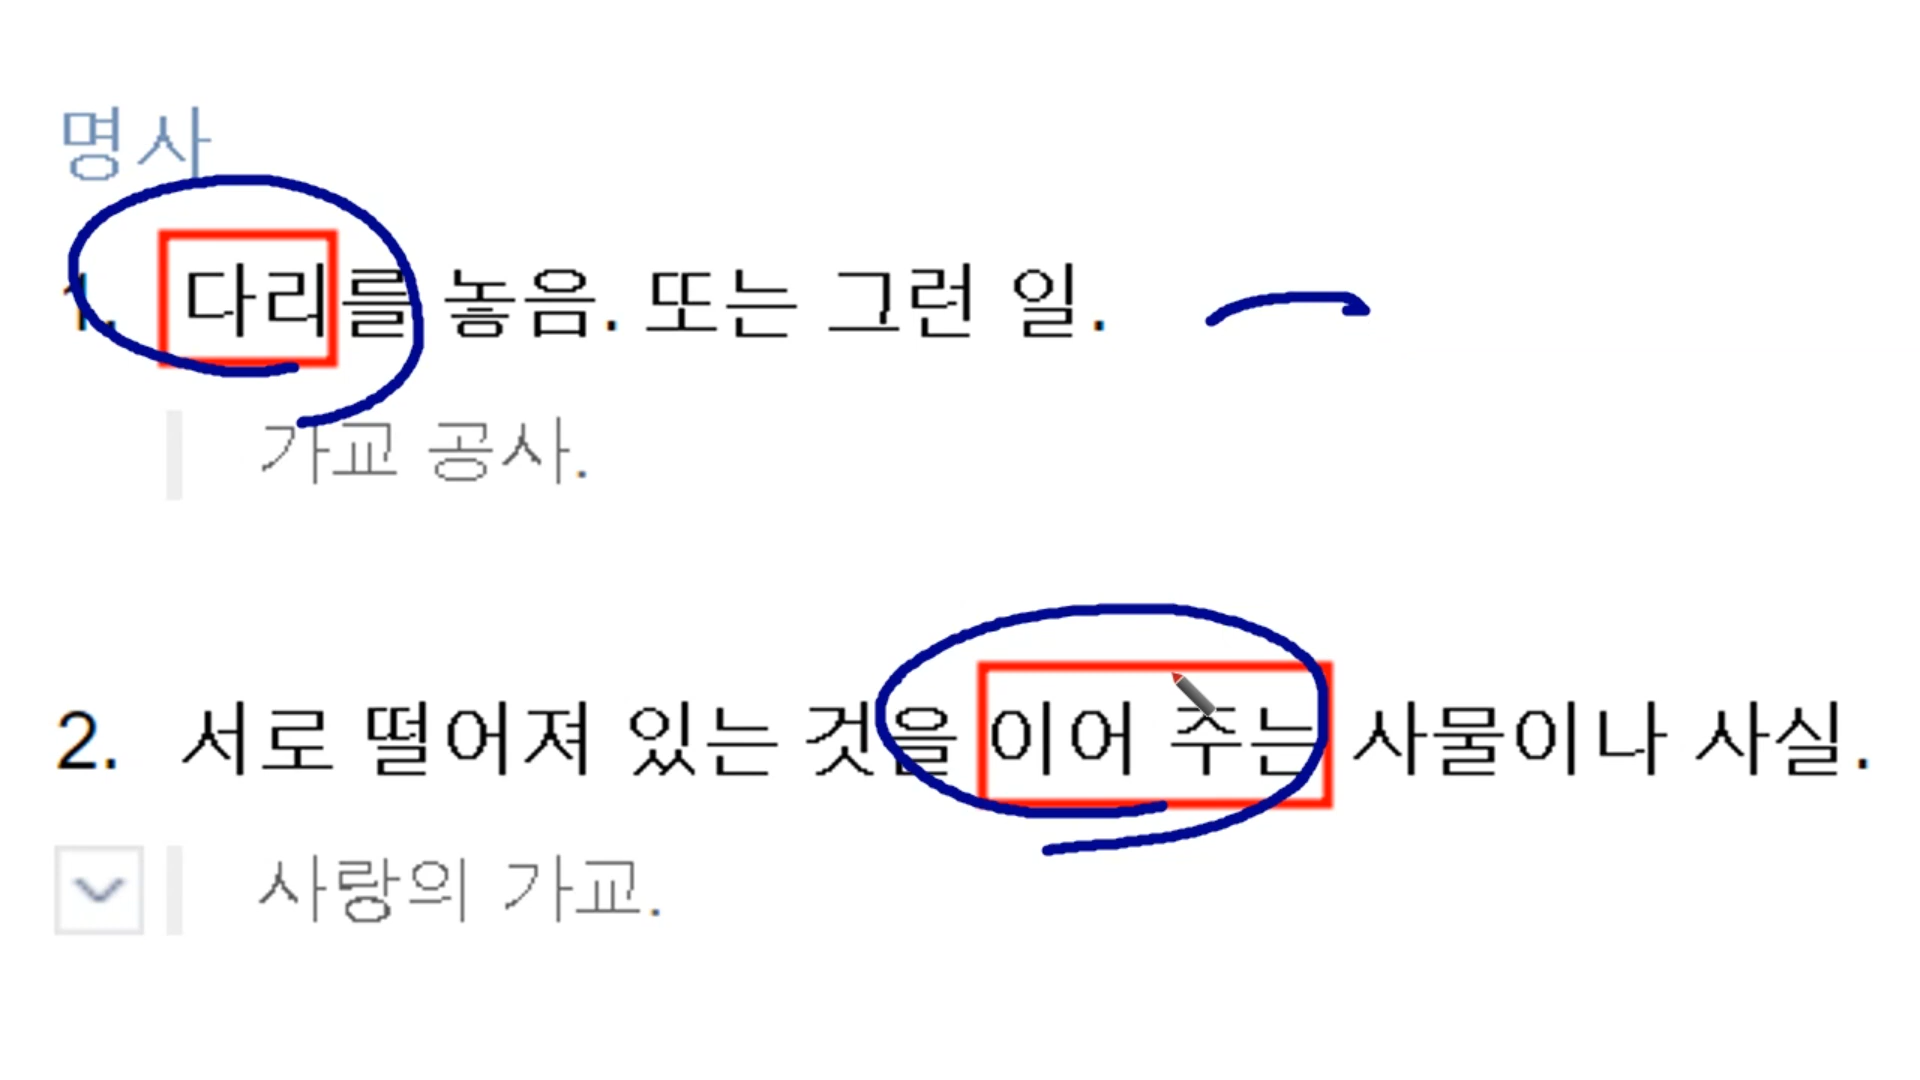 명사
1. 다리를 놓음. 또는 그런 일.
가교 공사.
2. 서로 떨어져 있는 것을 이어 주는 사물이나 사실.
사랑의 가교.